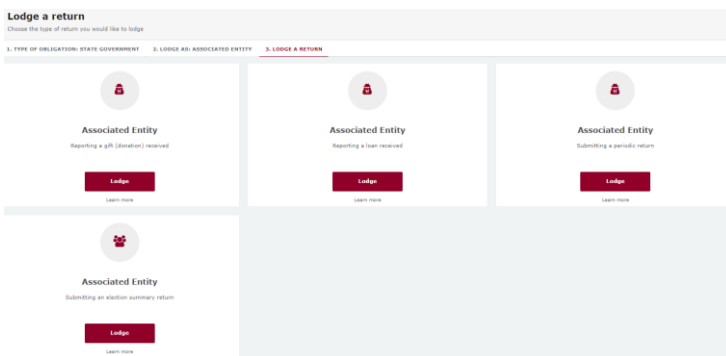 Lodge a return
Choose the type of return you would like to lodge
1. TYPE OF OBLIGATION: STATE GOVERNMENT 2. LODGE AS: ASSOCIATED ENTITY 3. LODGE A RETURN
Associated Entity
Reporting a gift (donation) received
Lodge
Learn more
Associated Entity
Reporting a loan received
Lodge
Learn more
Associated Entity
Submitting a periodic return
Lodge
Learn more
Associated Entity
Submitting an election summary return
Lodge
Learn more